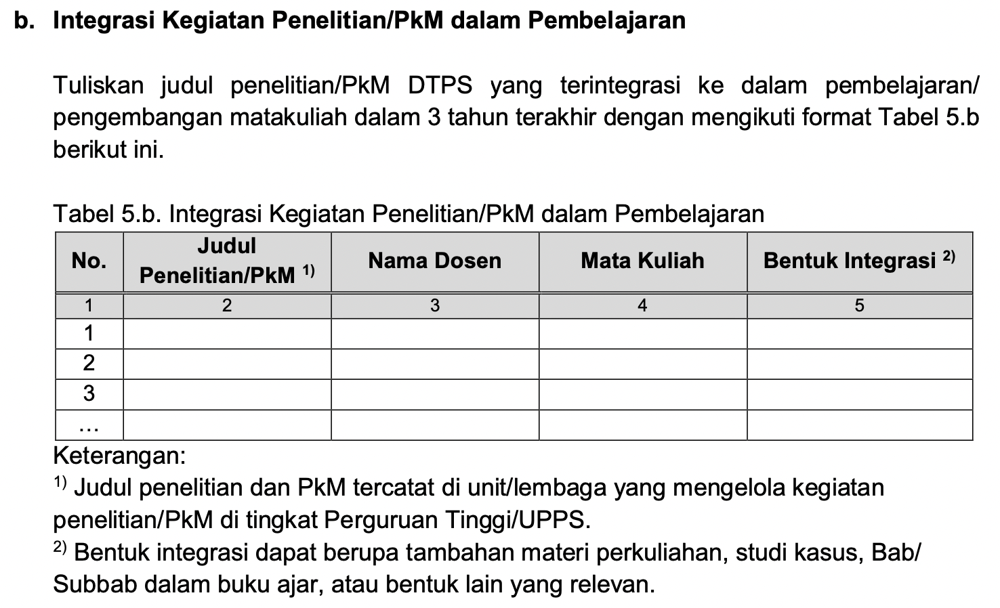 b. Integrasi Kegiatan Penelitian/PkM dalam Pembelajaran
Tuliskan judul penelitian/PkM DTPS yang terintegrasi ke dalam pembelajaran/
pengembangan matakuliah dalam 3 tahun terakhir dengan mengikuti format Tabel 5.b
berikut ini.
Tabel 5.b. Integrasi Kegiatan Penelitian/PkM dalam Pembelajaran
No. Judul Penelitian/PkM 1) Nama Dosen Mata Kuliah Bentuk Integrasi 2)
1 2 3 4 5
1
2
3
...
Keterangan:
1) Judul penelitian dan PkM tercatat di unit/lembaga yang mengelola kegiatan
penelitian/PkM di tingkat Perguruan Tinggi/UPPS.
2) Bentuk integrasi dapat berupa tambahan materi perkuliahan, studi kasus, Bab/
Subbab dalam buku ajar, atau bentuk lain yang relevan.